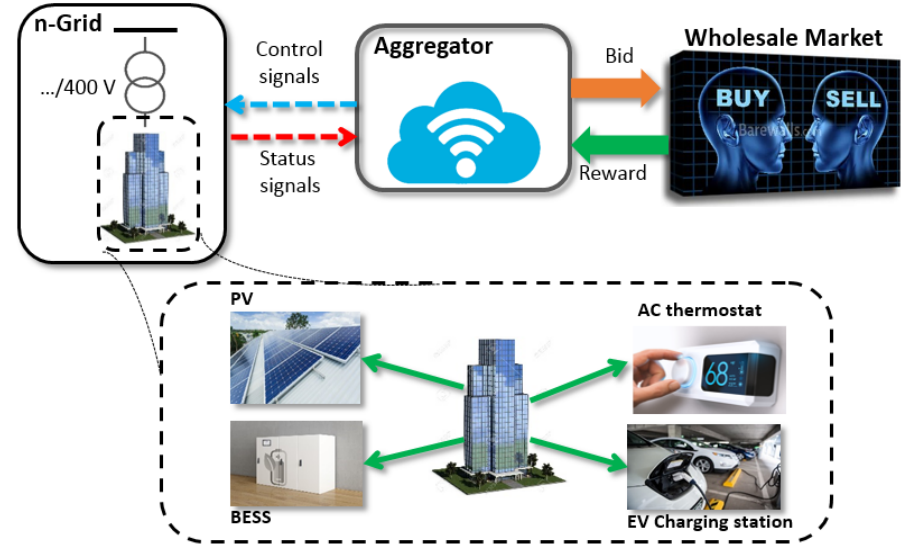 n-Grid
.../400 V
Control
signals
Status
signals
Aggregator
Bid
Reward
Wholesale Market
BUY
SELL
Barewalls
PV
AC thermostat
68
BESS
EV Charging station